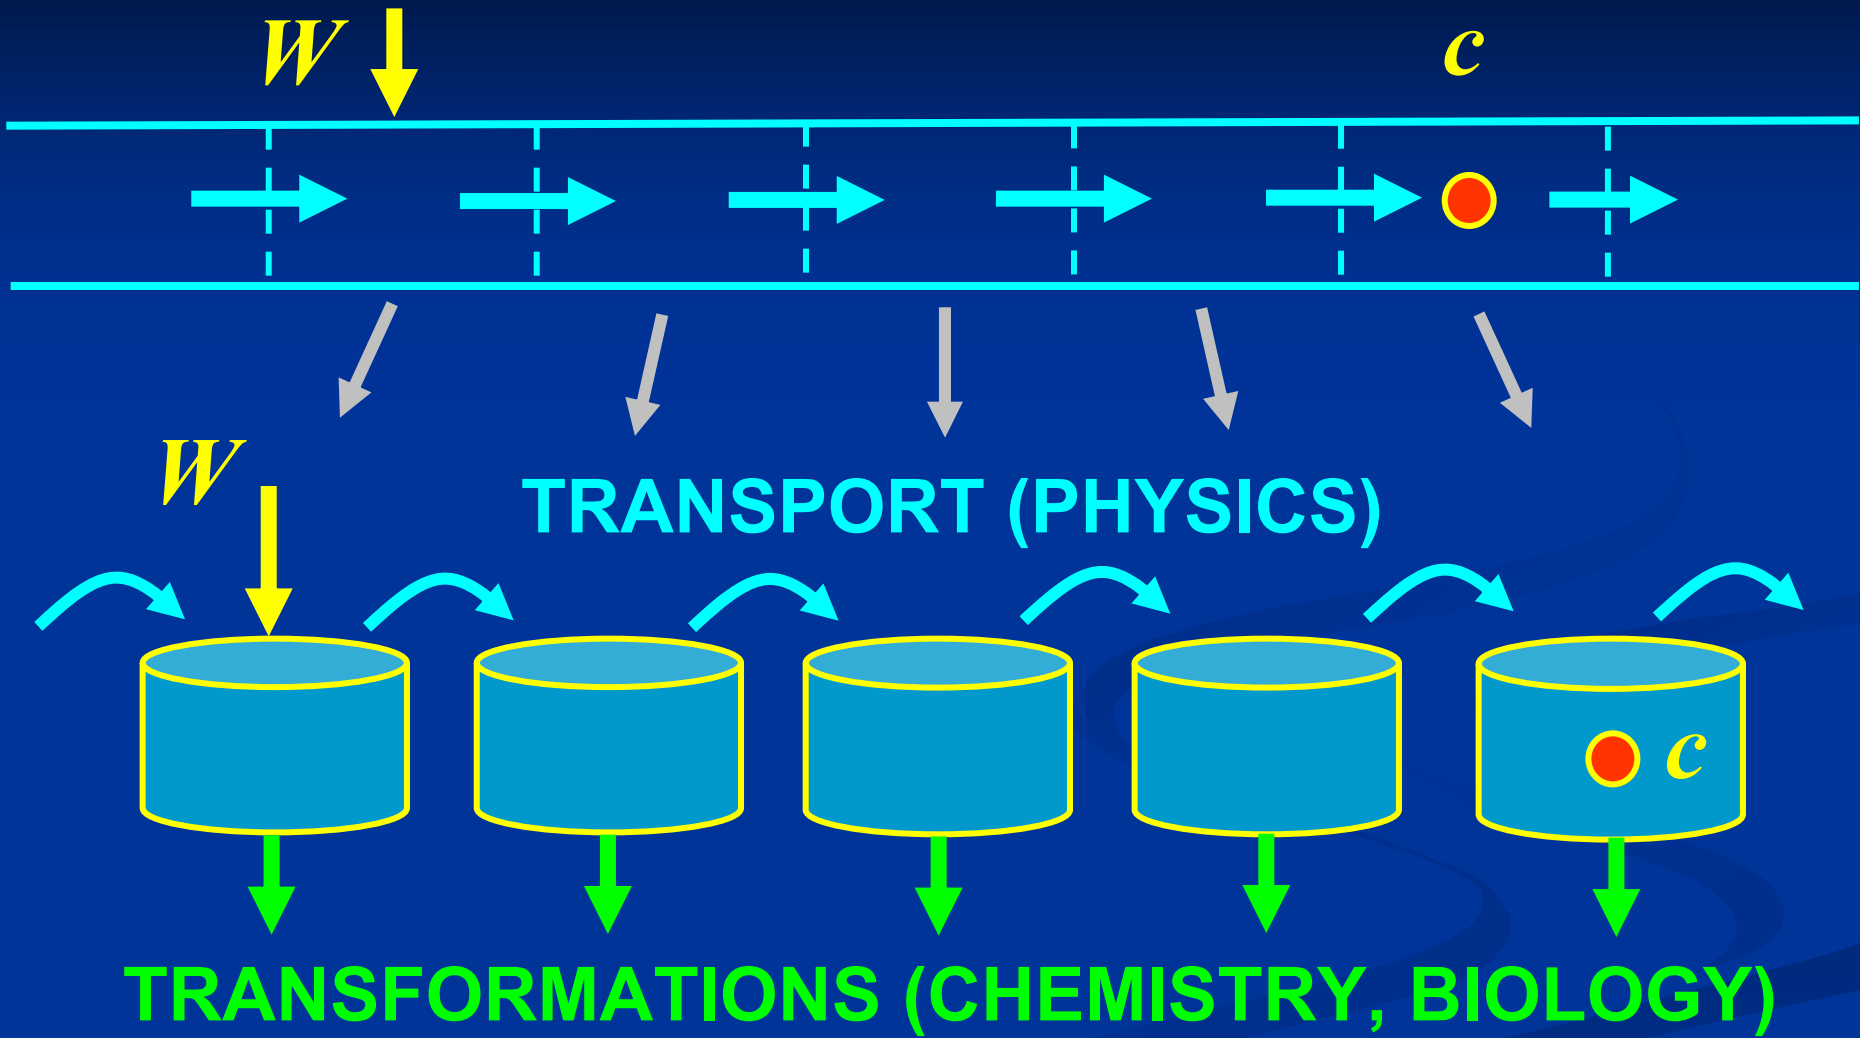 W c
W
TRANSPORT (PHYSICS)
c
TRANSFORMATIONS (CHEMISTRY, BIOLOGY)